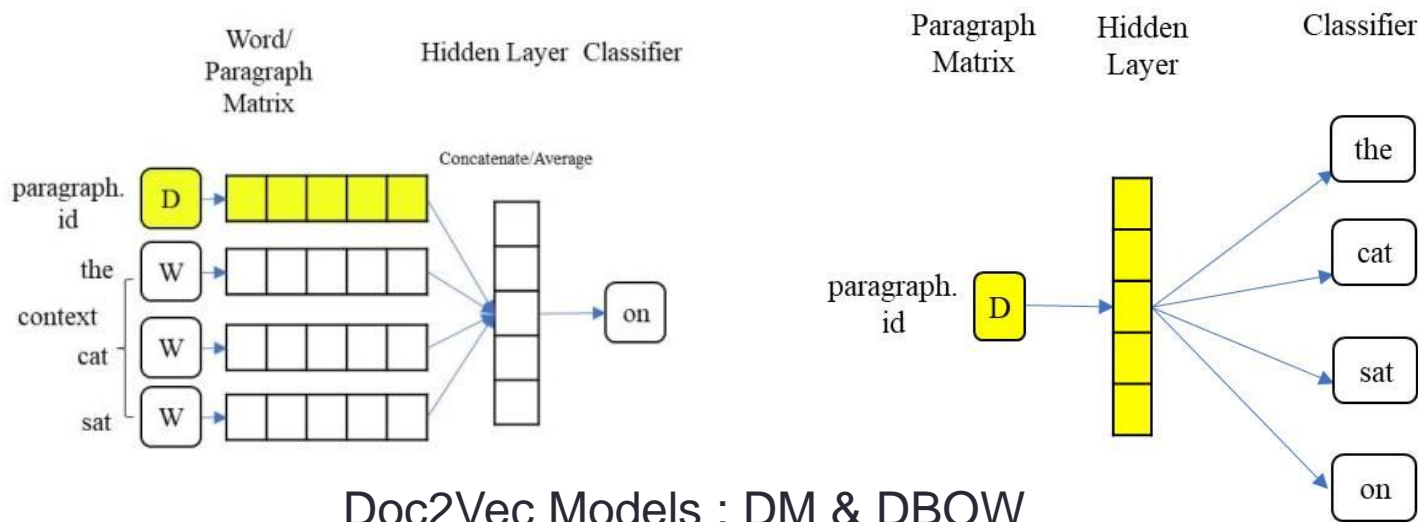 Word/
Paragraph
Matrix
Hidden Layer
Classifier
Concatenate/Average
paragraph.
id
D
the
W
context
cat
W
sat
W
on
Paragraph
Matrix
Hidden
Layer
Classifier
paragraph.
id
D
the
cat
sat
on
Doc2Vec Models : DM & DBOW